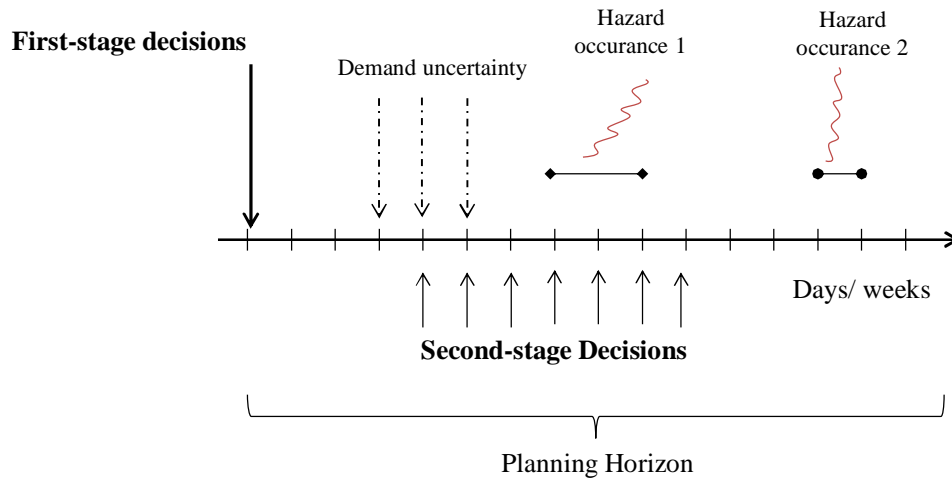 First-stage decisions
Demand uncertainty
Hazard
occurance 1
Hazard
occurance 2
Days/ weeks
Second-stage Decisions
Planning Horizon